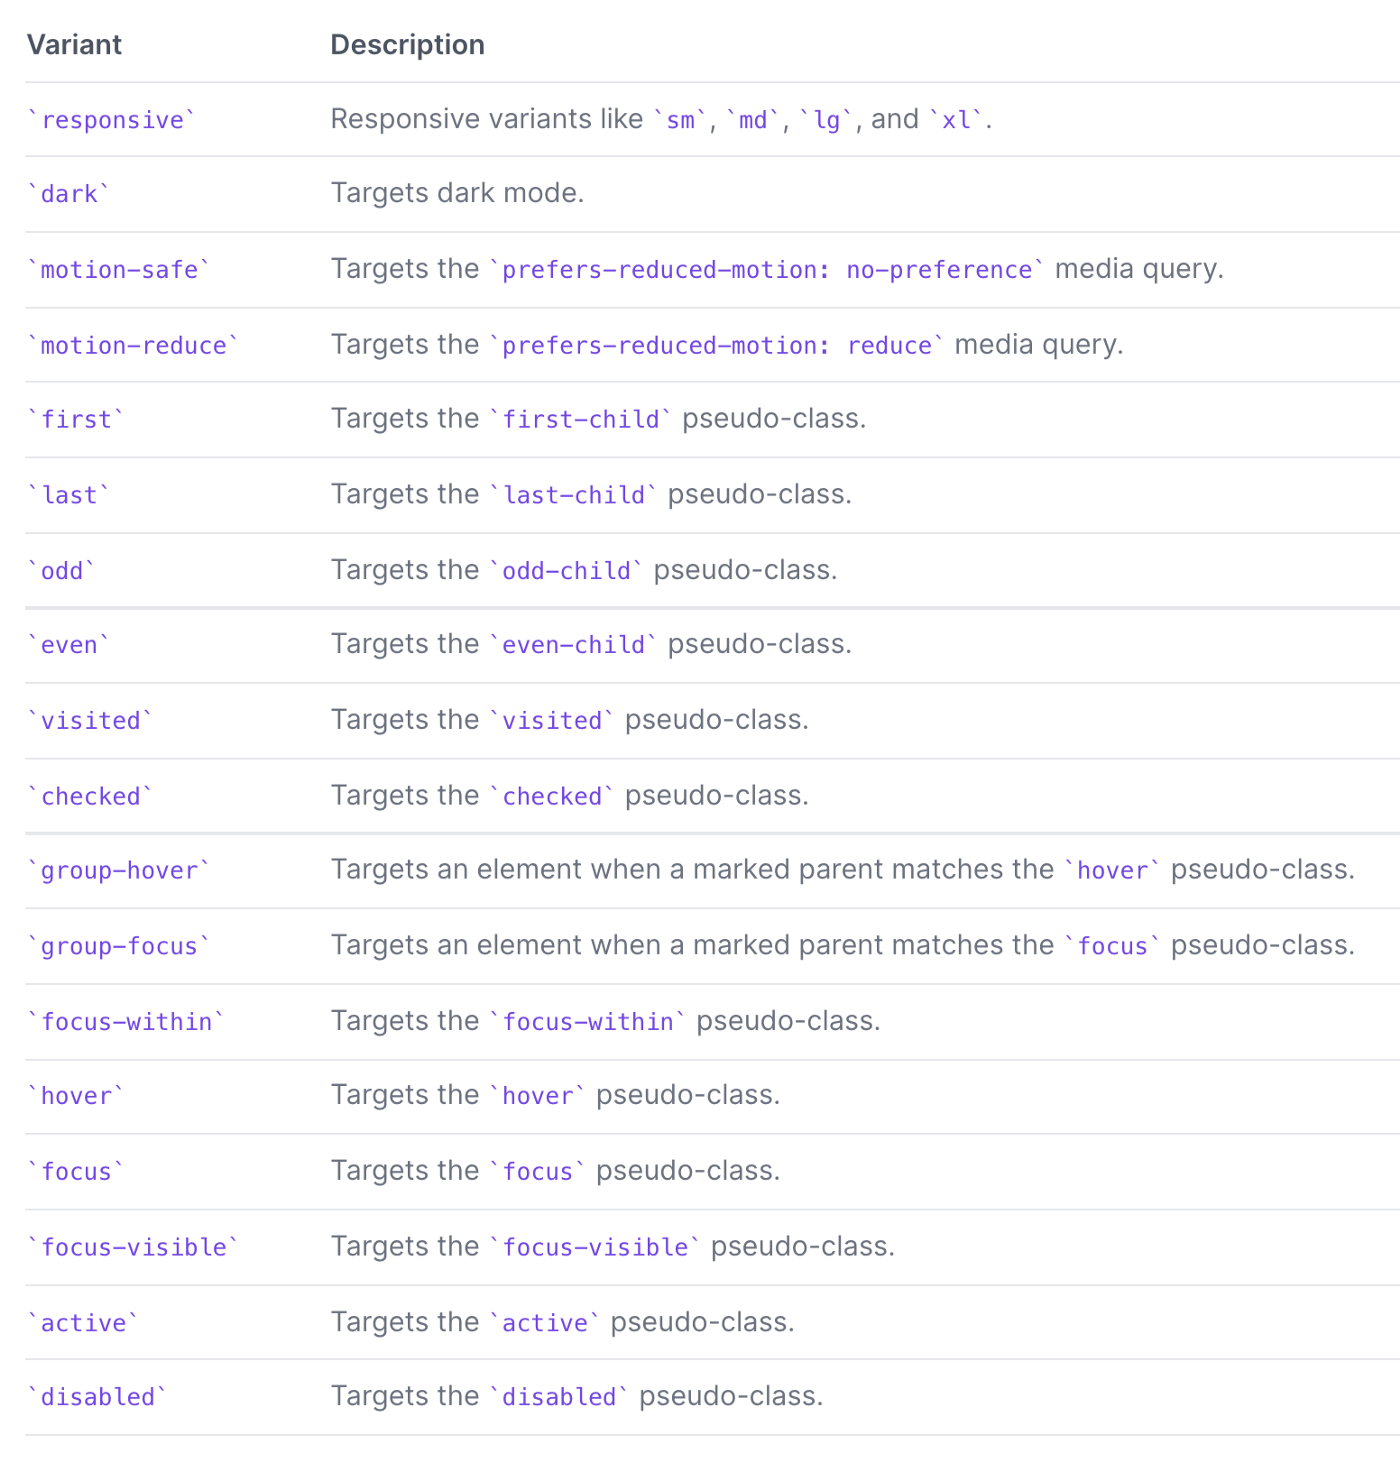 Variant Description
`responsive` Responsive variants like `sm`, `md`, `lg`, and `xl`.
`dark` Targets dark mode.
`motion-safe` Targets the `prefers-reduced-motion: no-preference` media query.
`motion-reduce` Targets the `prefers-reduced-motion: reduce` media query.
`first` Targets the `first-child` pseudo-class.
`last` Targets the `last-child` pseudo-class.
`odd` Targets the `odd-child` pseudo-class.
`even` Targets the `even-child` pseudo-class.
`visited` Targets the `visited` pseudo-class.
`checked` Targets the `checked` pseudo-class.
`group-hover` Targets an element when a marked parent matches the `hover` pseudo-class.
`group-focus` Targets an element when a marked parent matches the `focus` pseudo-class.
`focus-within` Targets the `focus-within` pseudo-class.
`hover` Targets the `hover` pseudo-class.
`focus` Targets the `focus` pseudo-class.
`focus-visible` Targets the `focus-visible` pseudo-class.
`active` Targets the `active` pseudo-class.
`disabled` Targets the `disabled` pseudo-class.